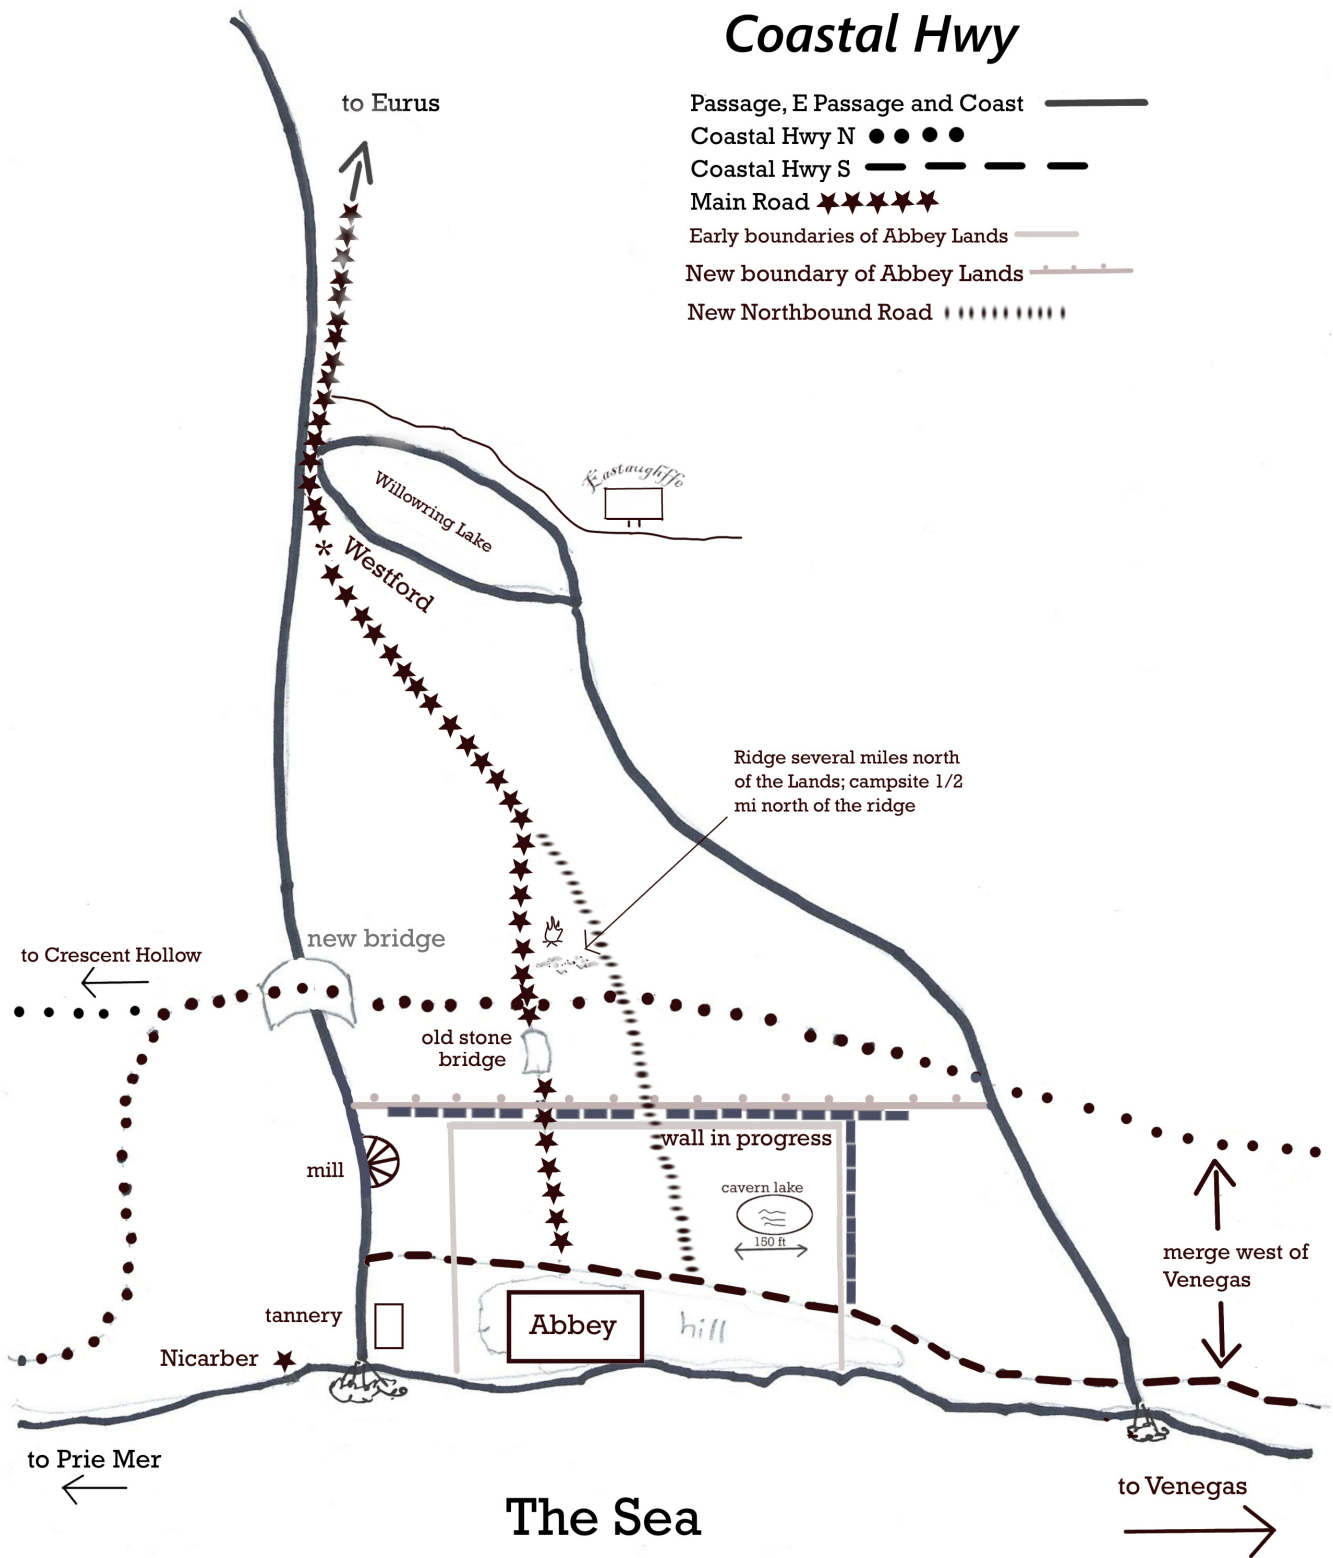 Coastal Hwy
to Eurus
Passage, E Passage and Coast
Coastal Hwy N
Coastal Hwy S
Main Road
Early boundaries of Abbey Lands
New boundary of Abbey Lands
New Northbound Road
Eastaughffe
Willowring Lake
Westford
Ridge several miles north
of the Lands; campsite 1/2
mi north of the ridge
new bridge
to Crescent Hollow
old stone
bridge
wall in progress
mill
cavern lake
150 ft
merge west of
Venegas
tannery
Abbey
hill
Nicarber
to Prie Mer
to Venegas
The Sea